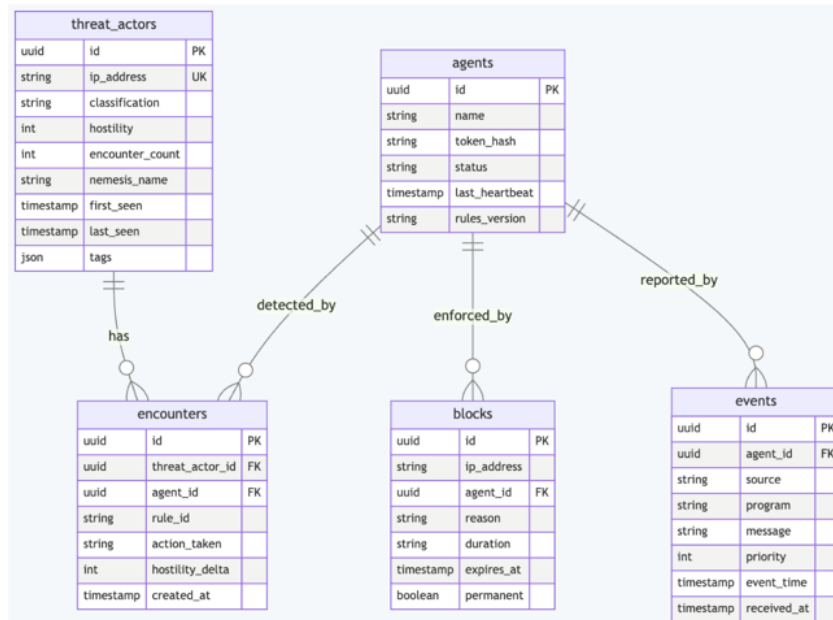 threat_actors
uuid id PK
string ip_address UK
string classification
int hostility
int encounter_count
string nemesis_name
timestamp first_seen
timestamp last_seen
json tags
agents
uuid id PK
string name
string token_hash
string status
timestamp last_heartbeat
string rules_version
has
detected_by
enforced_by
reported_by
encounters
uuid id PK
uuid threat_actor_id FK
uuid agent_id FK
string rule_id
string action_taken
int hostility_delta
timestamp created_at
blocks
uuid id PK
string ip_address
uuid agent_id FK
string reason
string duration
timestamp expires_at
boolean permanent
events
uuid id PK
uuid agent_id FK
string source
string program
string message
int priority
timestamp event_time
timestamp received_at